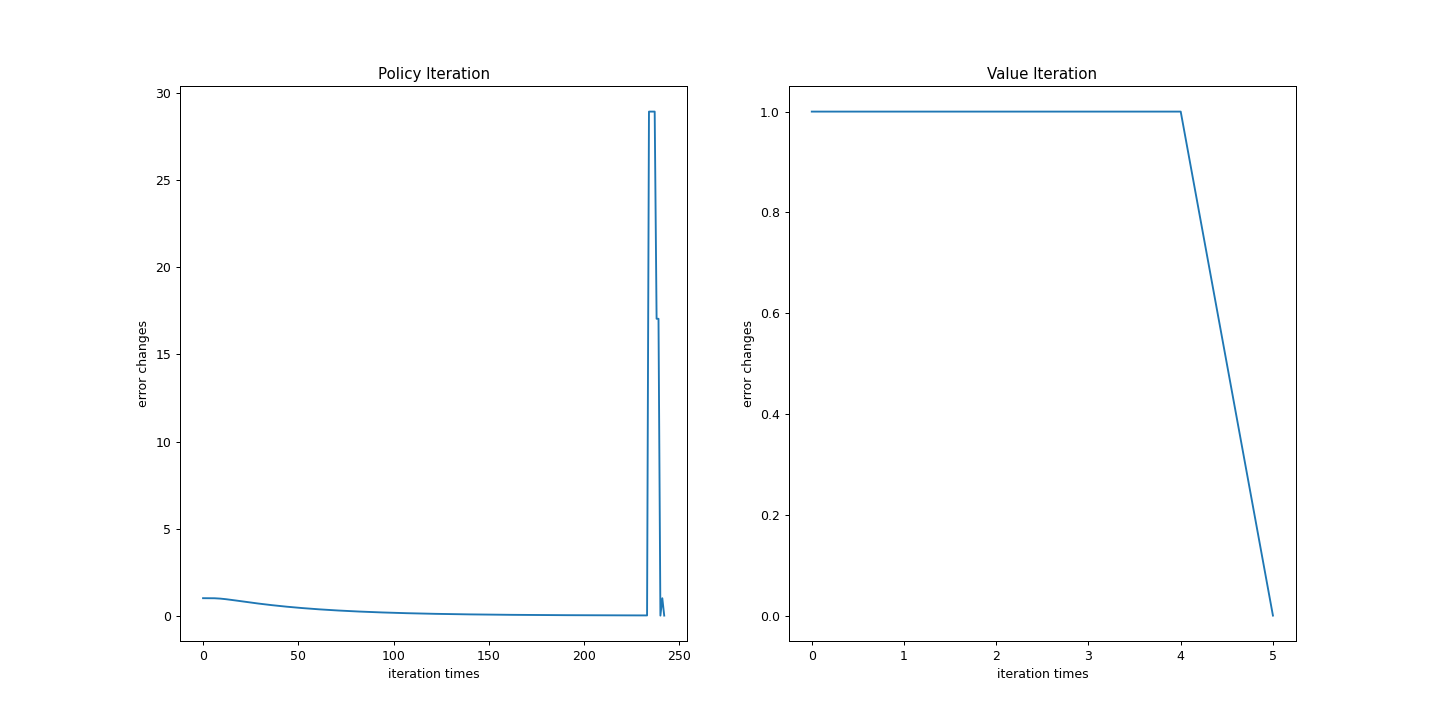 Policy Iteration
30
25
20
15
10
5
0
error changes
0 50 100 150 200 250
iteration times
Value Iteration
1.0
0.8
0.6
0.4
0.2
0.0
error changes
0 1 2 3 4 5
iteration times